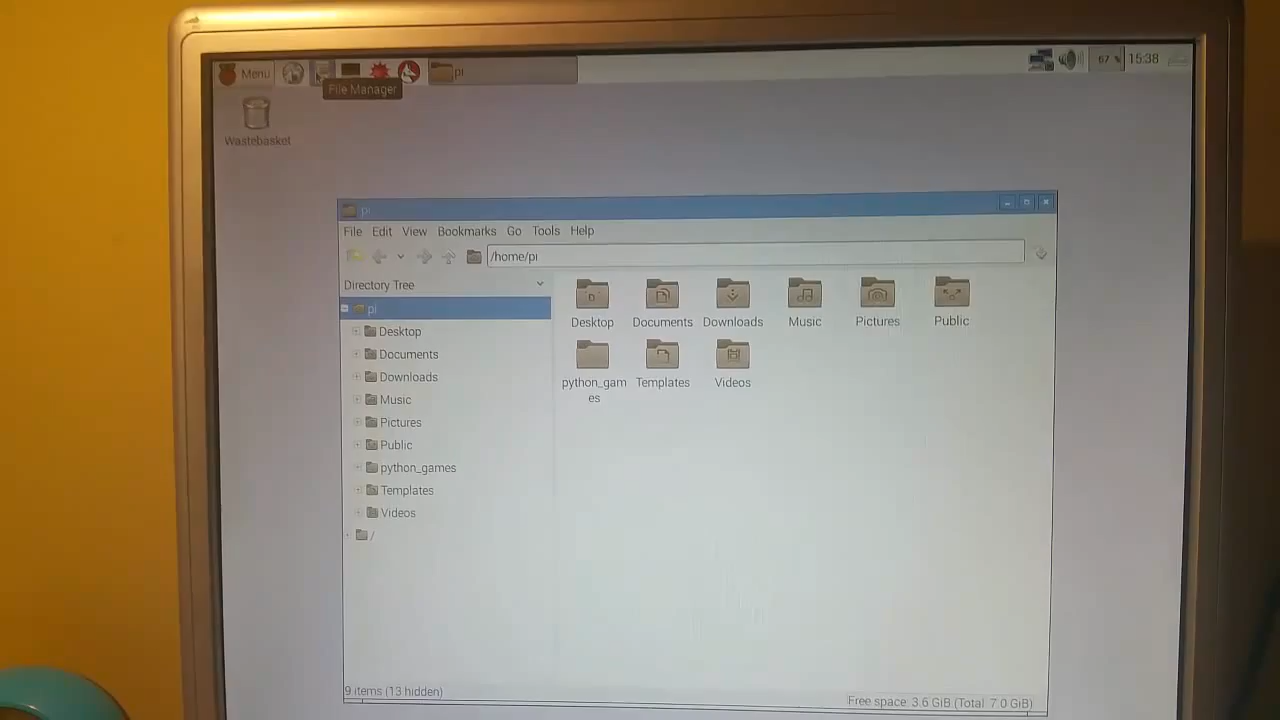 Menu
pi
67 %
15:38
File Manager
Wastebasket
pi
File Edit View Bookmarks Go Tools Help
/home/pi
Directory Tree
pi
Desktop
Documents
Downloads
Music
Pictures
Public
python_games
Templates
Videos
/
Desktop Documents Downloads Music Pictures Public
python_gam
es
Templates Videos
9 items (13 hidden)
Free space: 3.6 GiB (Total: 7.0 GiB)